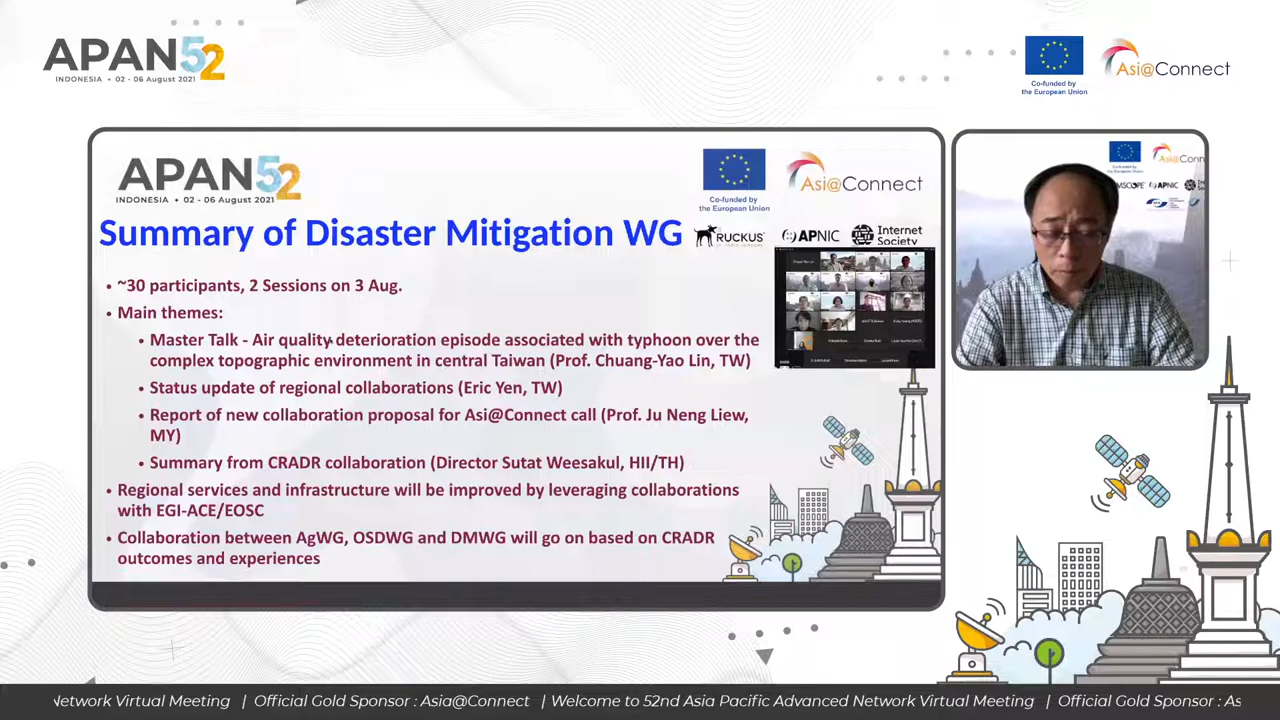 APAN52
INDONESIA • 02 - 06 August 2021
Co-funded by
the European Union
Asi@Connect
APAN52
INDONESIA • 02 - 06 August 2021
Co-funded by
the European Union
Asi@Connect
Summary of Disaster Mitigation WG
RUCKUS
APNIC
Internet
Society
• ~30 participants, 2 Sessions on 3 Aug.
• Main themes:
• Master Talk - Air quality deterioration episode associated with typhoon over the
complex topographic environment in central Taiwan (Prof. Chuang-Yao Lin, TW)
• Status update of regional collaborations (Eric Yen, TW)
• Report of new collaboration proposal for Asi@Connect call (Prof. Ju Neng Liew,
MY)
• Summary from CRADR collaboration (Director Sutat Weesakul, HII/TH)
• Regional services and infrastructure will be improved by leveraging collaborations
with EGI-ACE/EOSC
• Collaboration between AgWG, OSDWG and DMWG will go on based on CRADR
outcomes and experiences
Asi@Conn
APNIC
Network Virtual Meeting | Official Gold Sponsor : Asia@Connect | Welcome to 52nd Asia Pacific Advanced Network Virtual Meeting | Official Gold Sponsor : As